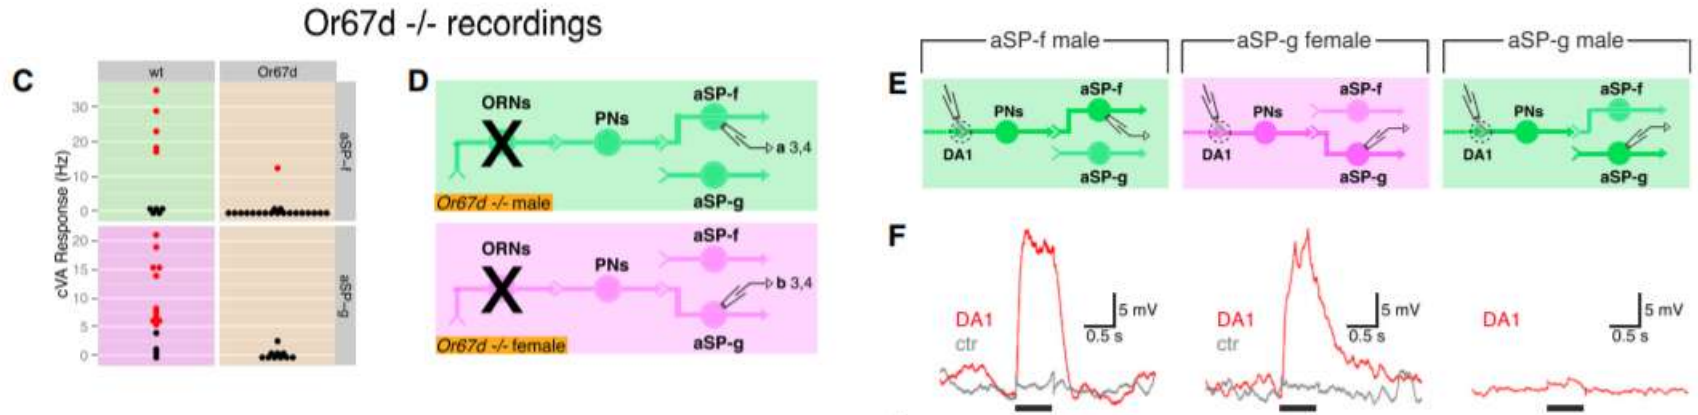 Or67d -/- recordings
C
wt
Or67d
cVA Response (Hz)
30
20
10
0
aSP-f
20
15
10
5
0
aSP-g
D
ORNs
X
PNs
aSP-f
a 3,4
aSP-g
Or67d -/- male
ORNs
X
PNs
aSP-f
b 3,4
aSP-g
Or67d -/- female
aSP-f male
aSP-g female
aSP-g male
E
DA1
PNs
aSP-f
aSP-g
DA1
PNs
aSP-f
aSP-g
DA1
PNs
aSP-f
aSP-g
F
DA1
ctr
5 mV
0.5 s
DA1
ctr
5 mV
0.5 s
DA1
5 mV
0.5 s